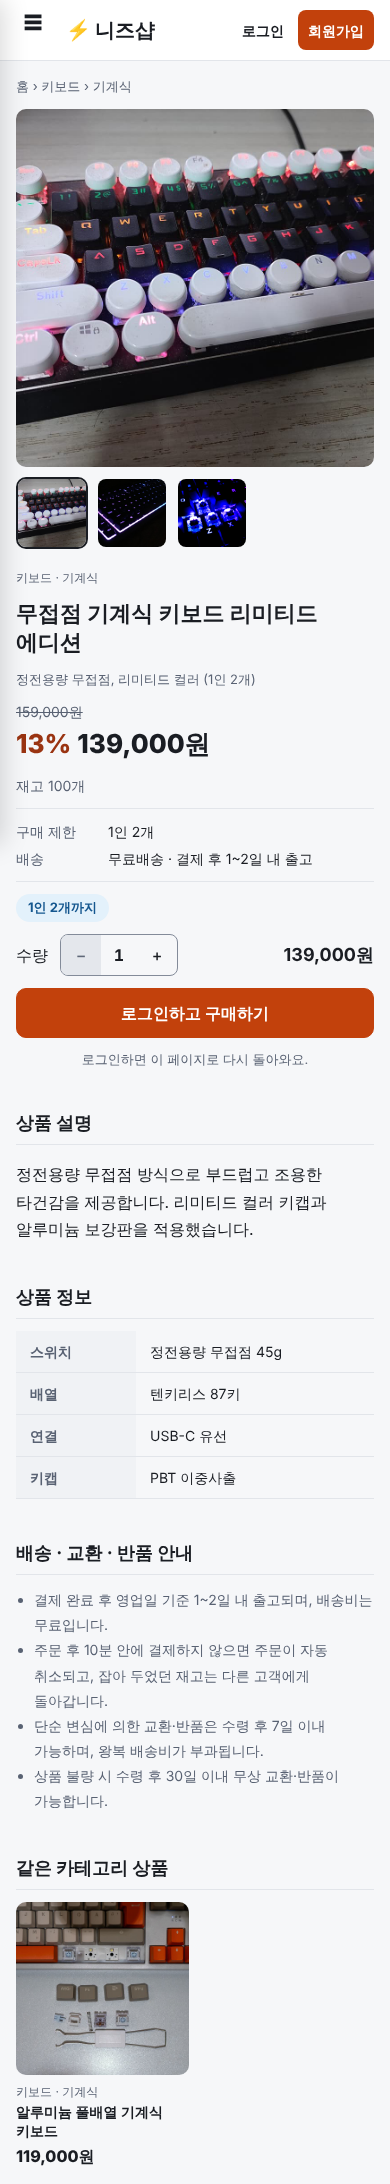 ☰ ⚡ 니즈샵 로그인 회원가입
홈 › 키보드 › 기계식
Tab
Shift
Ctrl
Alt
키보드 · 기계식
무접점 기계식 키보드 리미티드
에디션
정전용량 무접점, 리미티드 컬러 (1인 2개)
159,000원
13% 139,000원
재고 100개
구매 제한 1인 2개
배송 무료배송 · 결제 후 1~2일 내 출고
1인 2개까지
수량 − 1 + 139,000원
로그인하고 구매하기
로그인하면 이 페이지로 다시 돌아와요.
상품 설명
정전용량 무접점 방식으로 부드럽고 조용한
타건감을 제공합니다. 리미티드 컬러 키캡과
알루미늄 보강판을 적용했습니다.
상품 정보
스위치 정전용량 무접점 45g
배열 텐키리스 87키
연결 USB-C 유선
키캡 PBT 이중사출
배송 · 교환 · 반품 안내
• 결제 완료 후 영업일 기준 1~2일 내 출고되며, 배송비는
무료입니다.
• 주문 후 10분 안에 결제하지 않으면 주문이 자동
취소되고, 잡아 두었던 재고는 다른 고객에게
돌아갑니다.
• 단순 변심에 의한 교환·반품은 수령 후 7일 이내
가능하며, 왕복 배송비가 부과됩니다.
• 상품 불량 시 수령 후 30일 이내 무상 교환·반품이
가능합니다.
같은 카테고리 상품
키보드 · 기계식
알루미늄 풀배열 기계식
키보드
119,000원